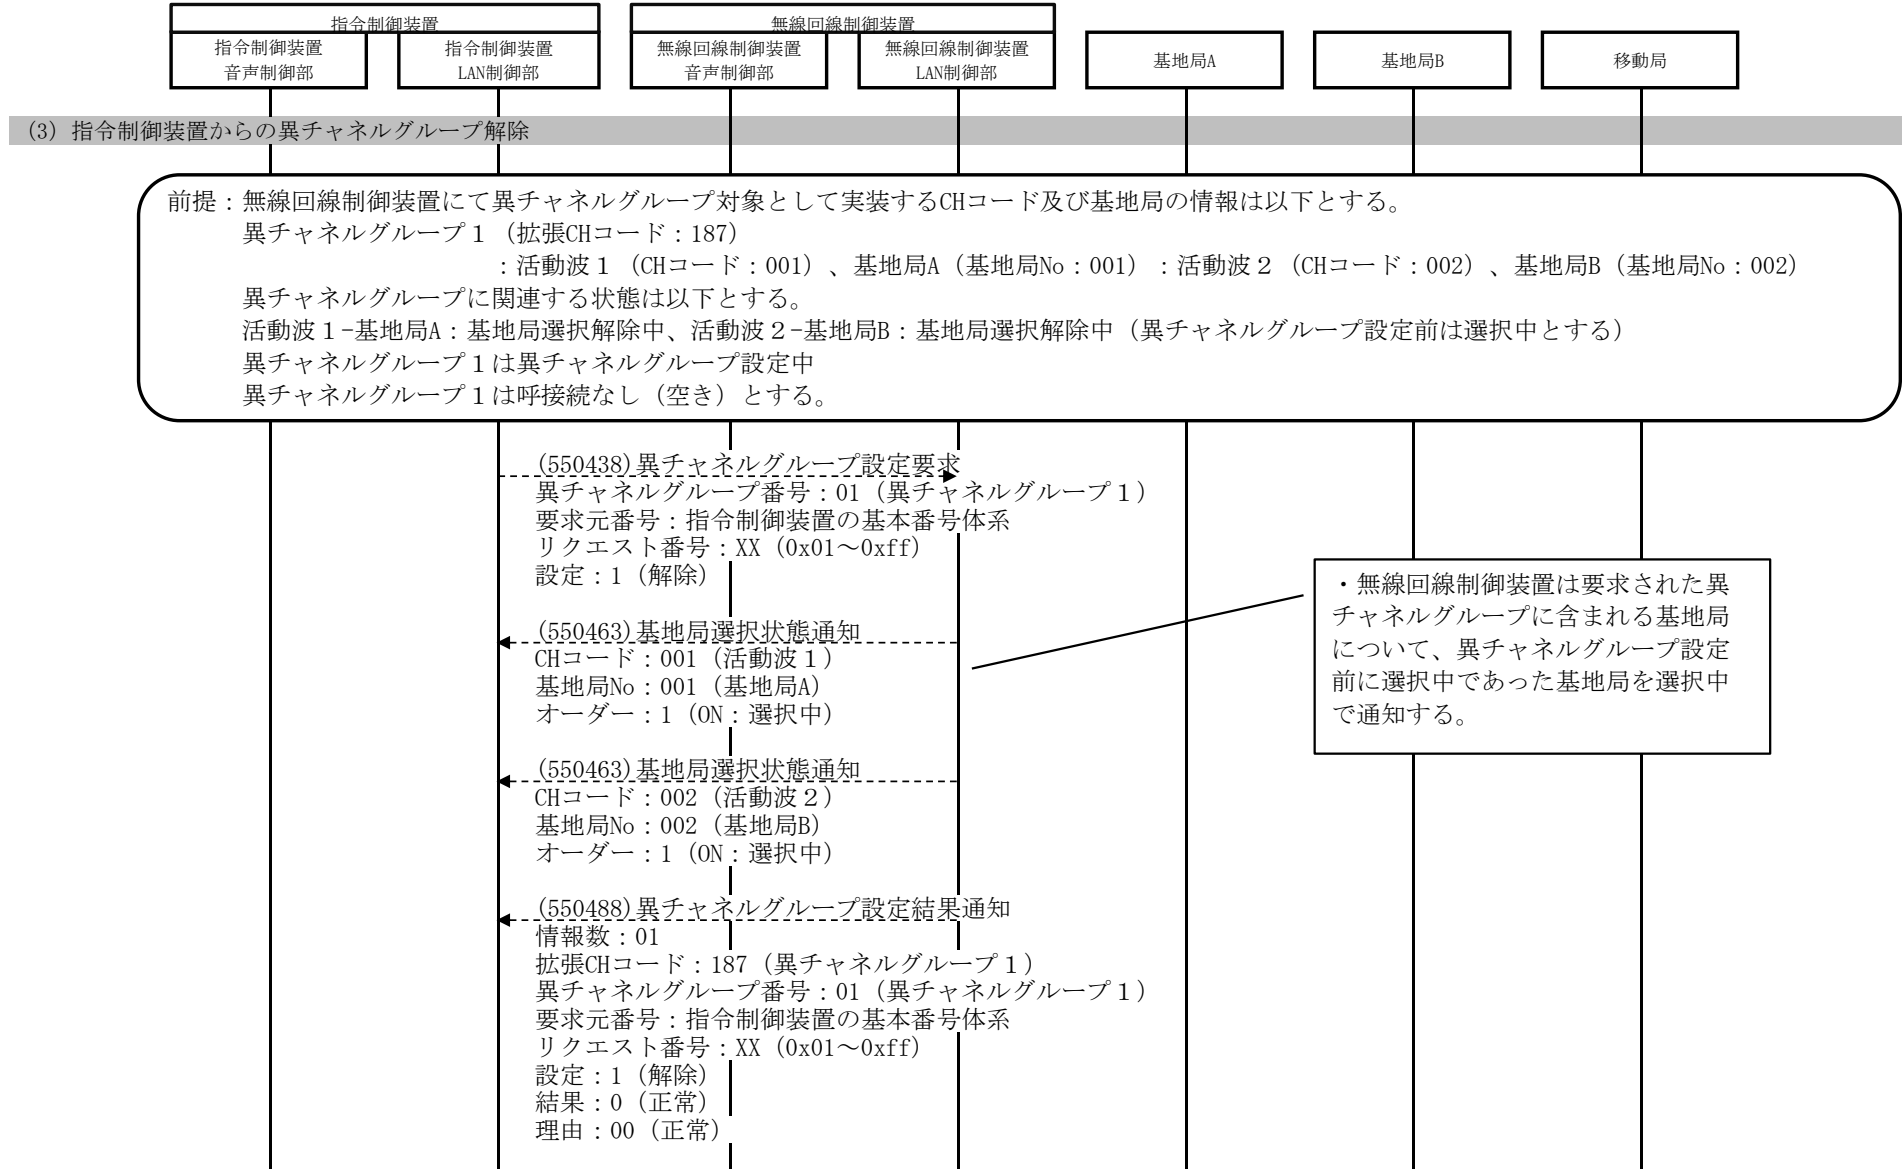 指令制御装置
無線回線制御装置
指令制御装置
音声制御部
指令制御装置
LAN制御部
無線回線制御装置
音声制御部
無線回線制御装置
LAN制御部
基地局A
基地局B
移動局
(3) 指令制御装置からの異チャネルグループ解除
前提：無線回線制御装置にて異チャネルグループ対象として実装するCHコード及び基地局の情報は以下とする。
異チャネルグループ１（拡張CHコード：187）
：活動波１（CHコード：001）、基地局A（基地局No：001）：活動波２（CHコード：002）、基地局B（基地局No：002）
異チャネルグループに関連する状態は以下とする。
活動波１-基地局A：基地局選択解除中、活動波２-基地局B：基地局選択解除中（異チャネルグループ設定前は選択中とする）
異チャネルグループ１は異チャネルグループ設定中
異チャネルグループ１は呼接続なし（空き）とする。
(550438)異チャネルグループ設定要求
異チャネルグループ番号：01（異チャネルグループ１）
要求元番号：指令制御装置の基本番号体系
リクエスト番号：XX（0x01～0xff）
設定：1（解除）
(550463)基地局選択状態通知
CHコード：001（活動波１）
基地局No：001（基地局A）
オーダー：1（ON：選択中）
(550463)基地局選択状態通知
CHコード：002（活動波２）
基地局No：002（基地局B）
オーダー：1（ON：選択中）
(550488)異チャネルグループ設定結果通知
情報数：01
拡張CHコード：187（異チャネルグループ１）
異チャネルグループ番号：01（異チャネルグループ１）
要求元番号：指令制御装置の基本番号体系
リクエスト番号：XX（0x01～0xff）
設定：1（解除）
結果：0（正常）
理由：00（正常）
・無線回線制御装置は要求された異
チャネルグループに含まれる基地局
について、異チャネルグループ設定
前に選択中であった基地局を選択中
で通知する。